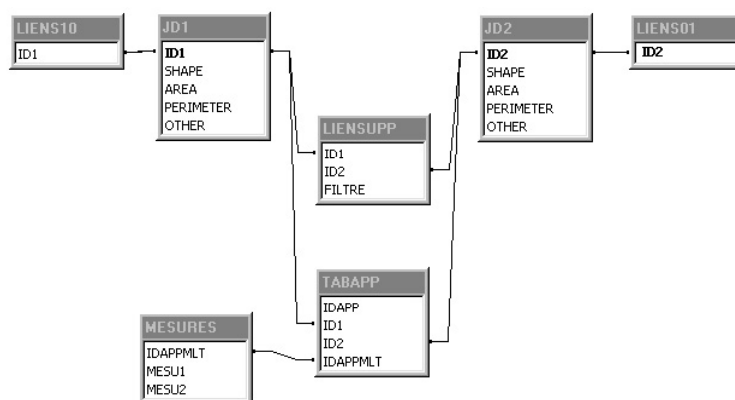 LIENS10
ID1
JD1
ID1
SHAPE
AREA
PERIMETER
OTHER
LIENSUPP
ID1
ID2
FILTRE
JD2
ID2
SHAPE
AREA
PERIMETER
OTHER
LIENS01
ID2
MESURES
IDAPPMLT
MESU1
MESU2
TABAPP
IDAPP
ID1
ID2
IDAPPMLT